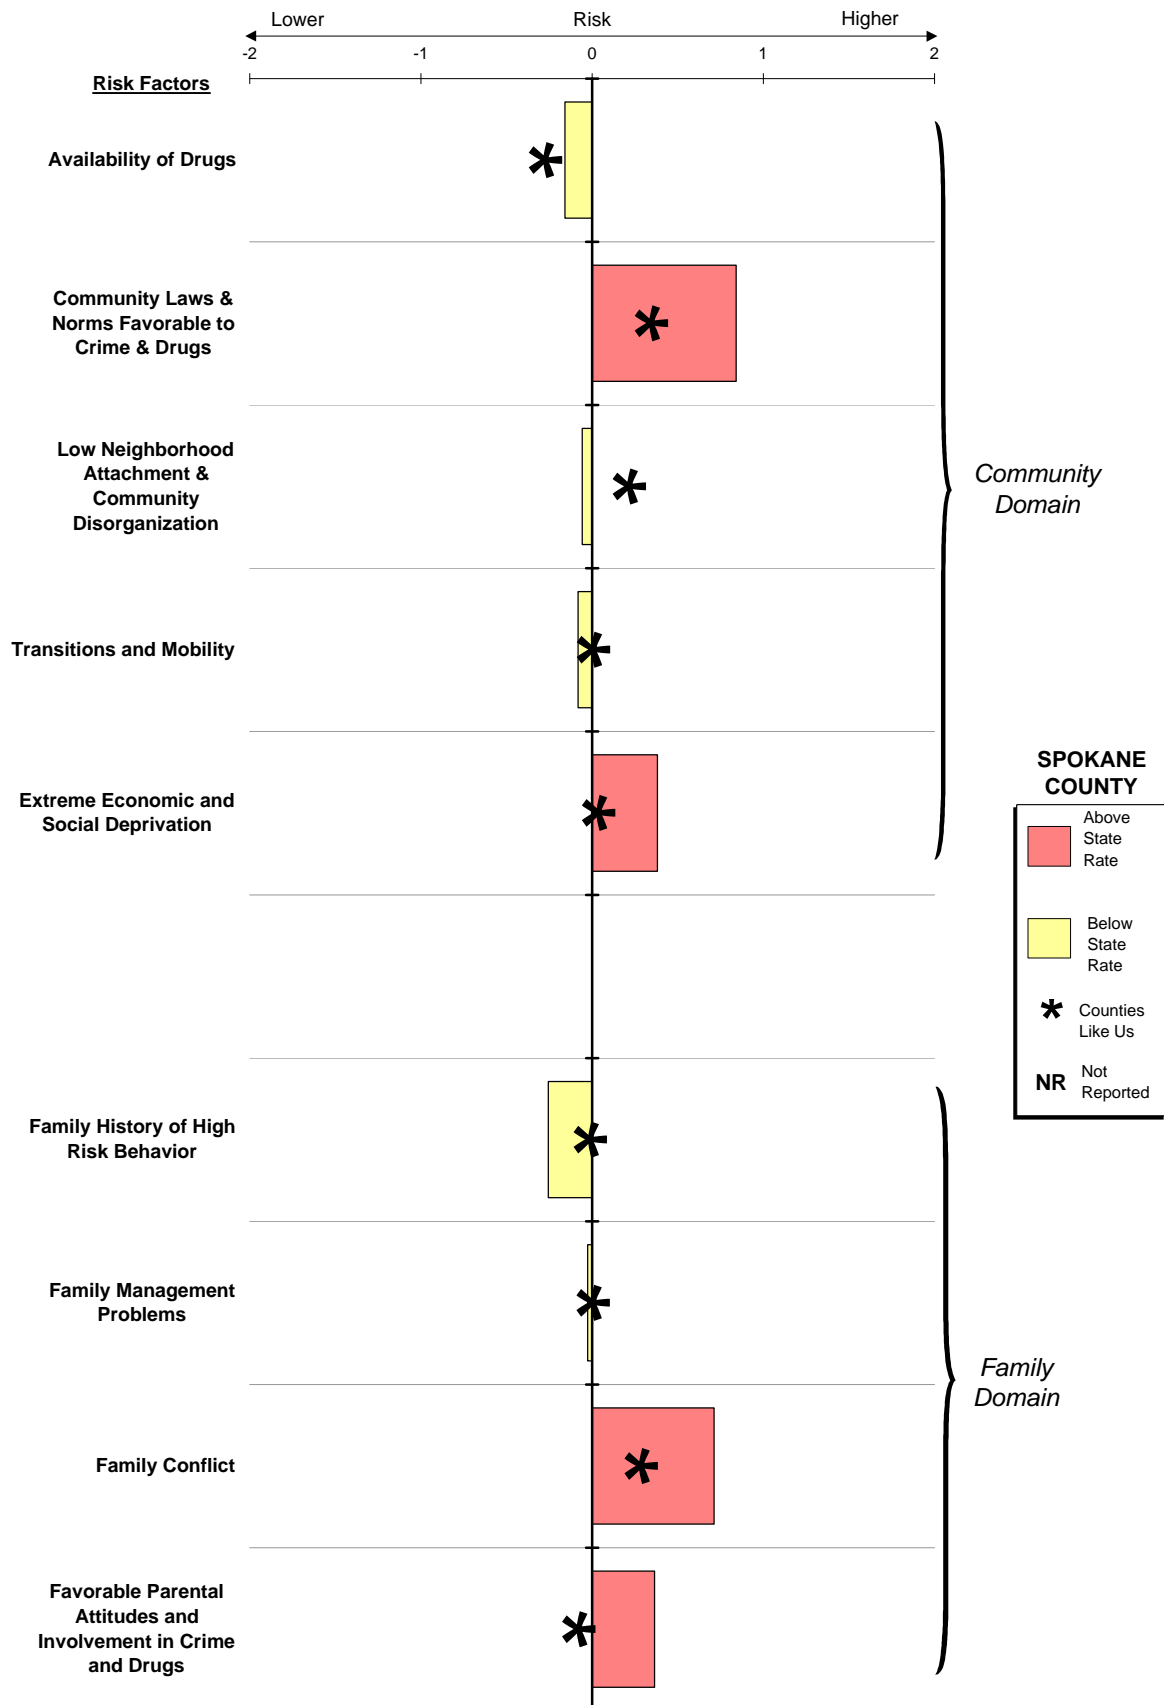 Lower
Risk
Higher
-2
-1
0
1
2
Risk Factors
Availability of Drugs
Community Laws &
Norms Favorable to
Crime & Drugs
Low Neighborhood
Attachment &
Community
Disorganization
Transitions and Mobility
Extreme Economic and
Social Deprivation
Community
Domain
SPOKANE
COUNTY
Above
State
Rate
Below
State
Rate
* Counties
Like Us
NR Not
Reported
Family History of High
Risk Behavior
Family Management
Problems
Family Conflict
Favorable Parental
Attitudes and
Involvement in Crime
and Drugs
Family
Domain